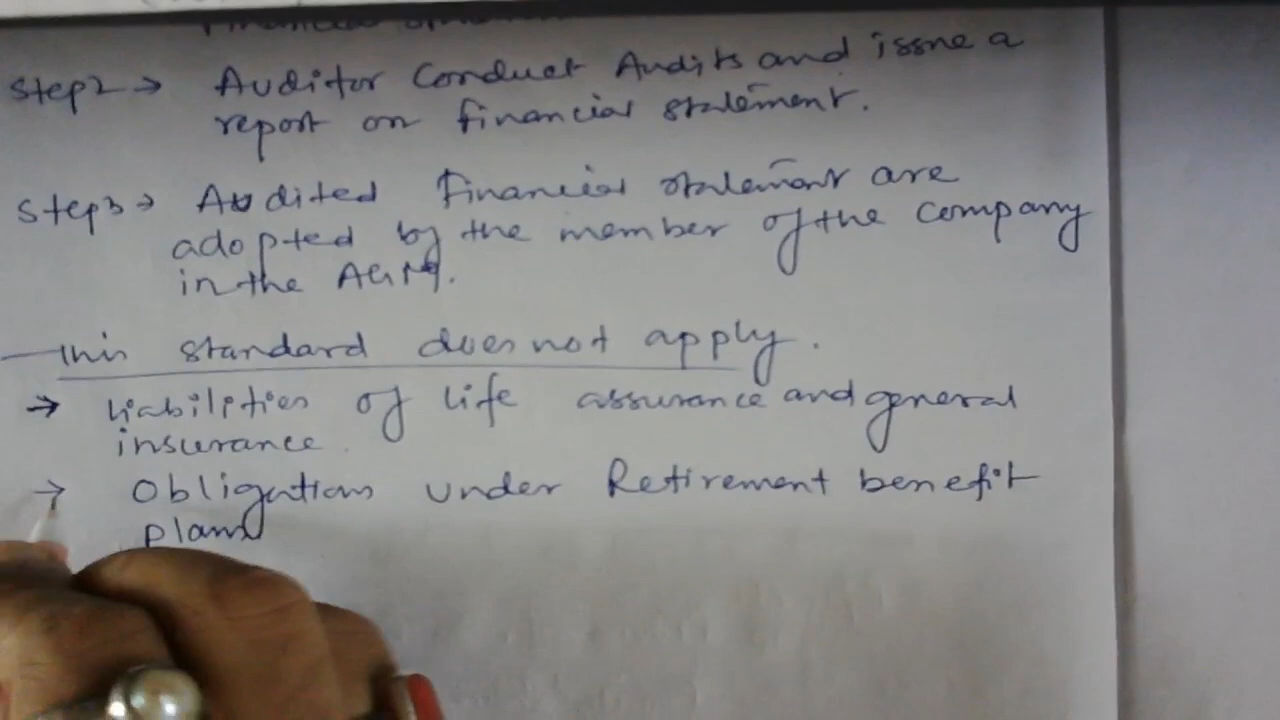 Financial
Step2 → Auditor Conduct Audits and issue a
report on financial statement.
Step3 → Audited Financial statement are
adopted by the member of the company
in the AGM.
This standard does not apply.
→ Liabilities of life assurance and general
insurance.
→ Obligations under Retirement benefit
plans